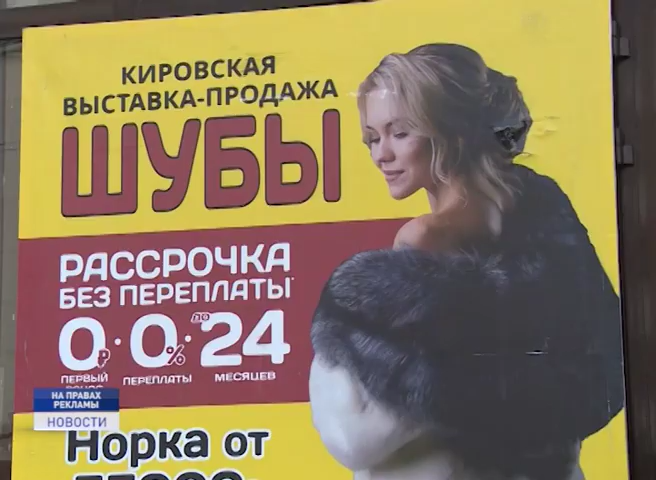 КИРОВСКАЯ
ВЫСТАВКА-ПРОДАЖА
ШУБЫ
РАССРОЧКА
БЕЗ ПЕРЕПЛАТЫ*
0₽ · 0% · ДО 24
ПЕРВЫЙ ПЕРЕПЛАТЫ МЕСЯЦЕВ
НА ПРАВАХ
РЕКЛАМЫ
НОВОСТИ
Норка от